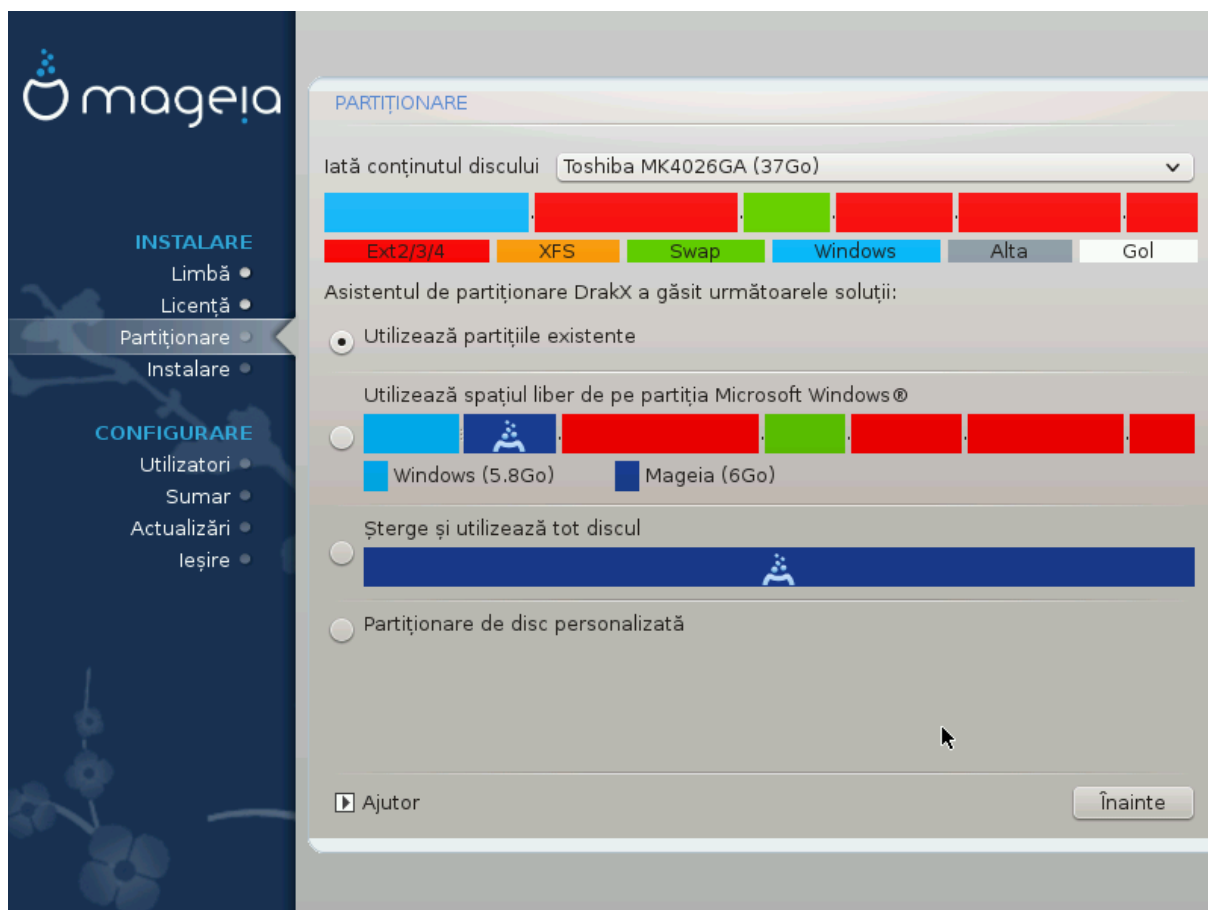 mageia
INSTALARE
Limbă
Licență
Partiționare
Instalare
CONFIGURARE
Utilizatori
Sumar
Actualizări
Ieșire
PARTIȚIONARE
Iată conținutul discului Toshiba MK4026GA (37Go)
Ext2/3/4 XFS Swap Windows Alta Gol
Asistentul de partiționare DrakX a găsit următoarele soluții:
Utilizează partițiile existente
Utilizează spațiul liber de pe partiția Microsoft Windows®
Windows (5.8Go) Mageia (6Go)
Șterge și utilizează tot discul
Partiționare de disc personalizată
Ajutor
Înainte